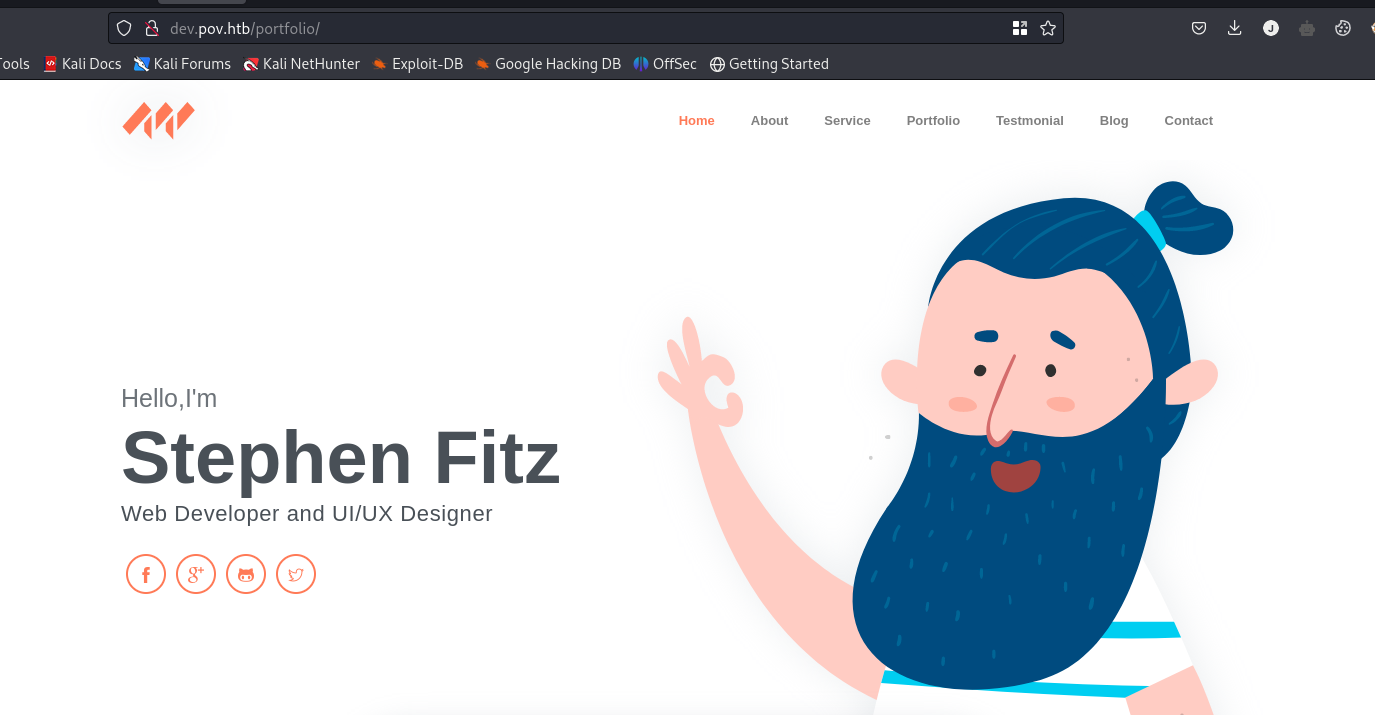 dev.pov.htb/portfolio/
Kali Docs Kali Forums Kali NetHunter Exploit-DB Google Hacking DB OffSec Getting Started
Home About Service Portfolio Testmonial Blog Contact
Hello,I'm
Stephen Fitz
Web Developer and UI/UX Designer